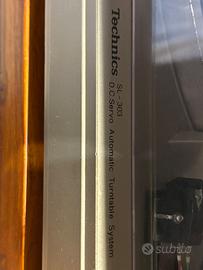 Technics
SL-303
D.C Servo Automatic Turntable System
subito